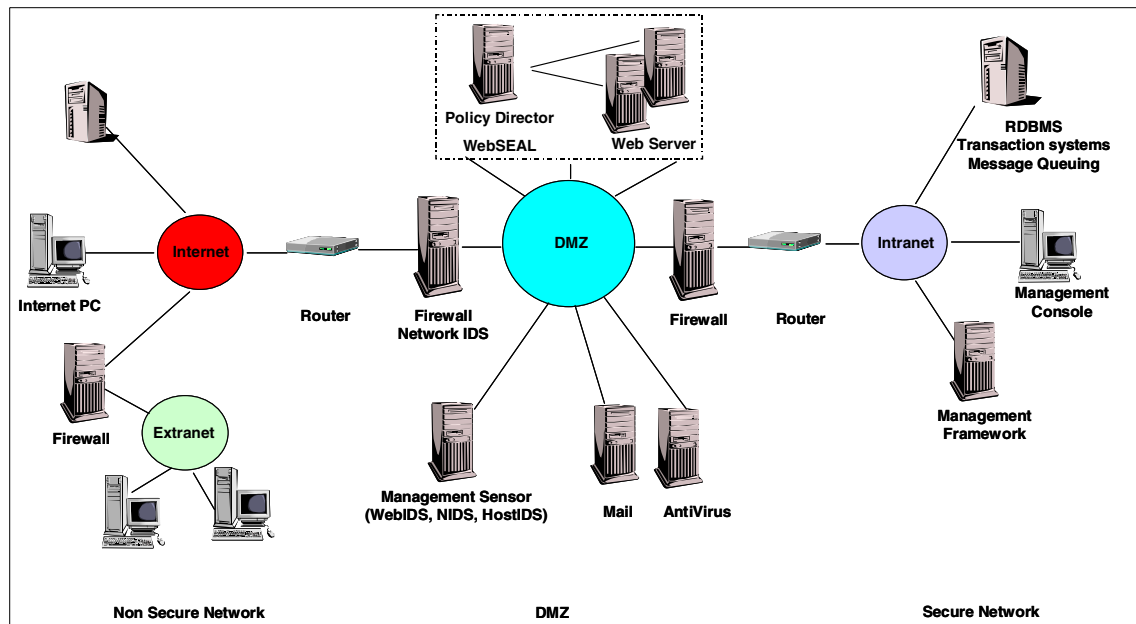 Policy Director
WebSEAL
Web Server
RDBMS
Transaction systems
Message Queuing
Internet
DMZ
Intranet
Internet PC
Router
Firewall
Network IDS
Firewall
Router
Management
Console
Firewall
Extranet
Management
Framework
Management Sensor
(WebIDS, NIDS, HostIDS)
Mail
AntiVirus
Non Secure Network
DMZ
Secure Network